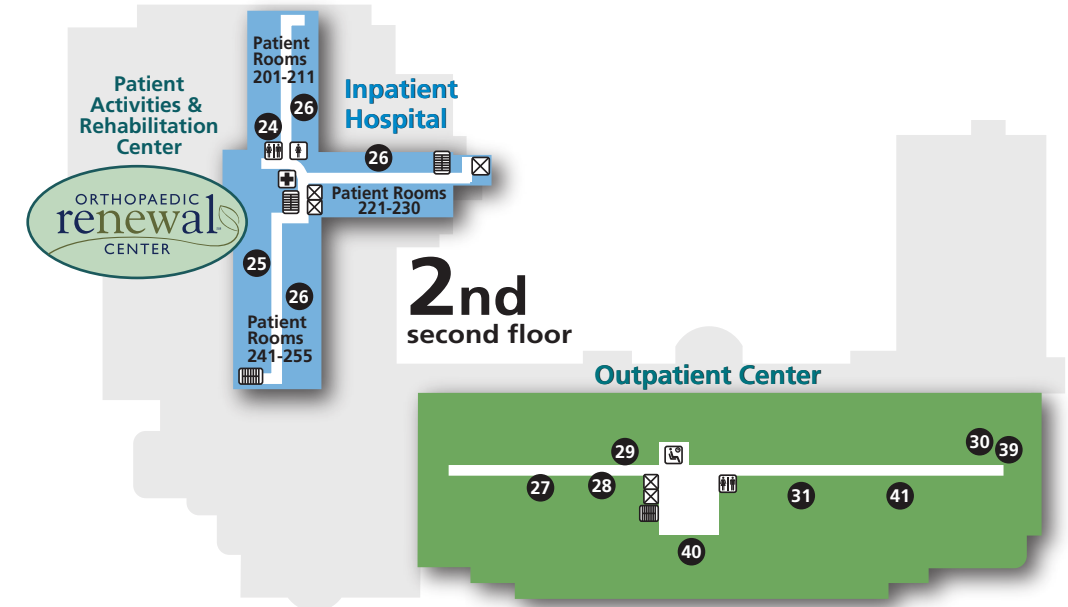 Patient
Rooms
201-211
26
24
Patient
Activities &
Rehabilitation
Center
Inpatient
Hospital
26
Patient Rooms
221-230
ORTHOPAEDIC
renewal
CENTER
25
26
Patient
Rooms
241-255
2nd
second floor
Outpatient Center
29
30
39
27
28
31
41
40